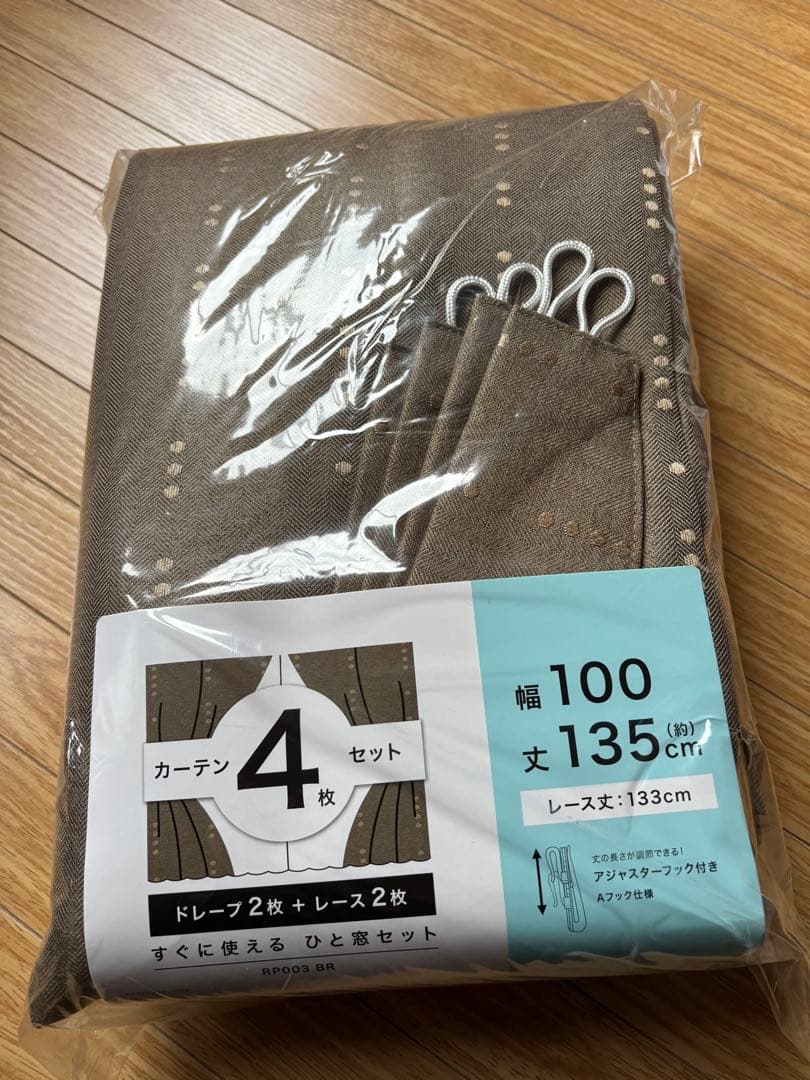 カーテン 4枚 セット
ドレープ2枚+レース2枚
すぐに使える ひと窓セット
RP003 BR
幅 100
丈 135 (約)cm
レース丈:133cm
丈の長さが調節できる!
アジャスターフック付き
Aフック仕様